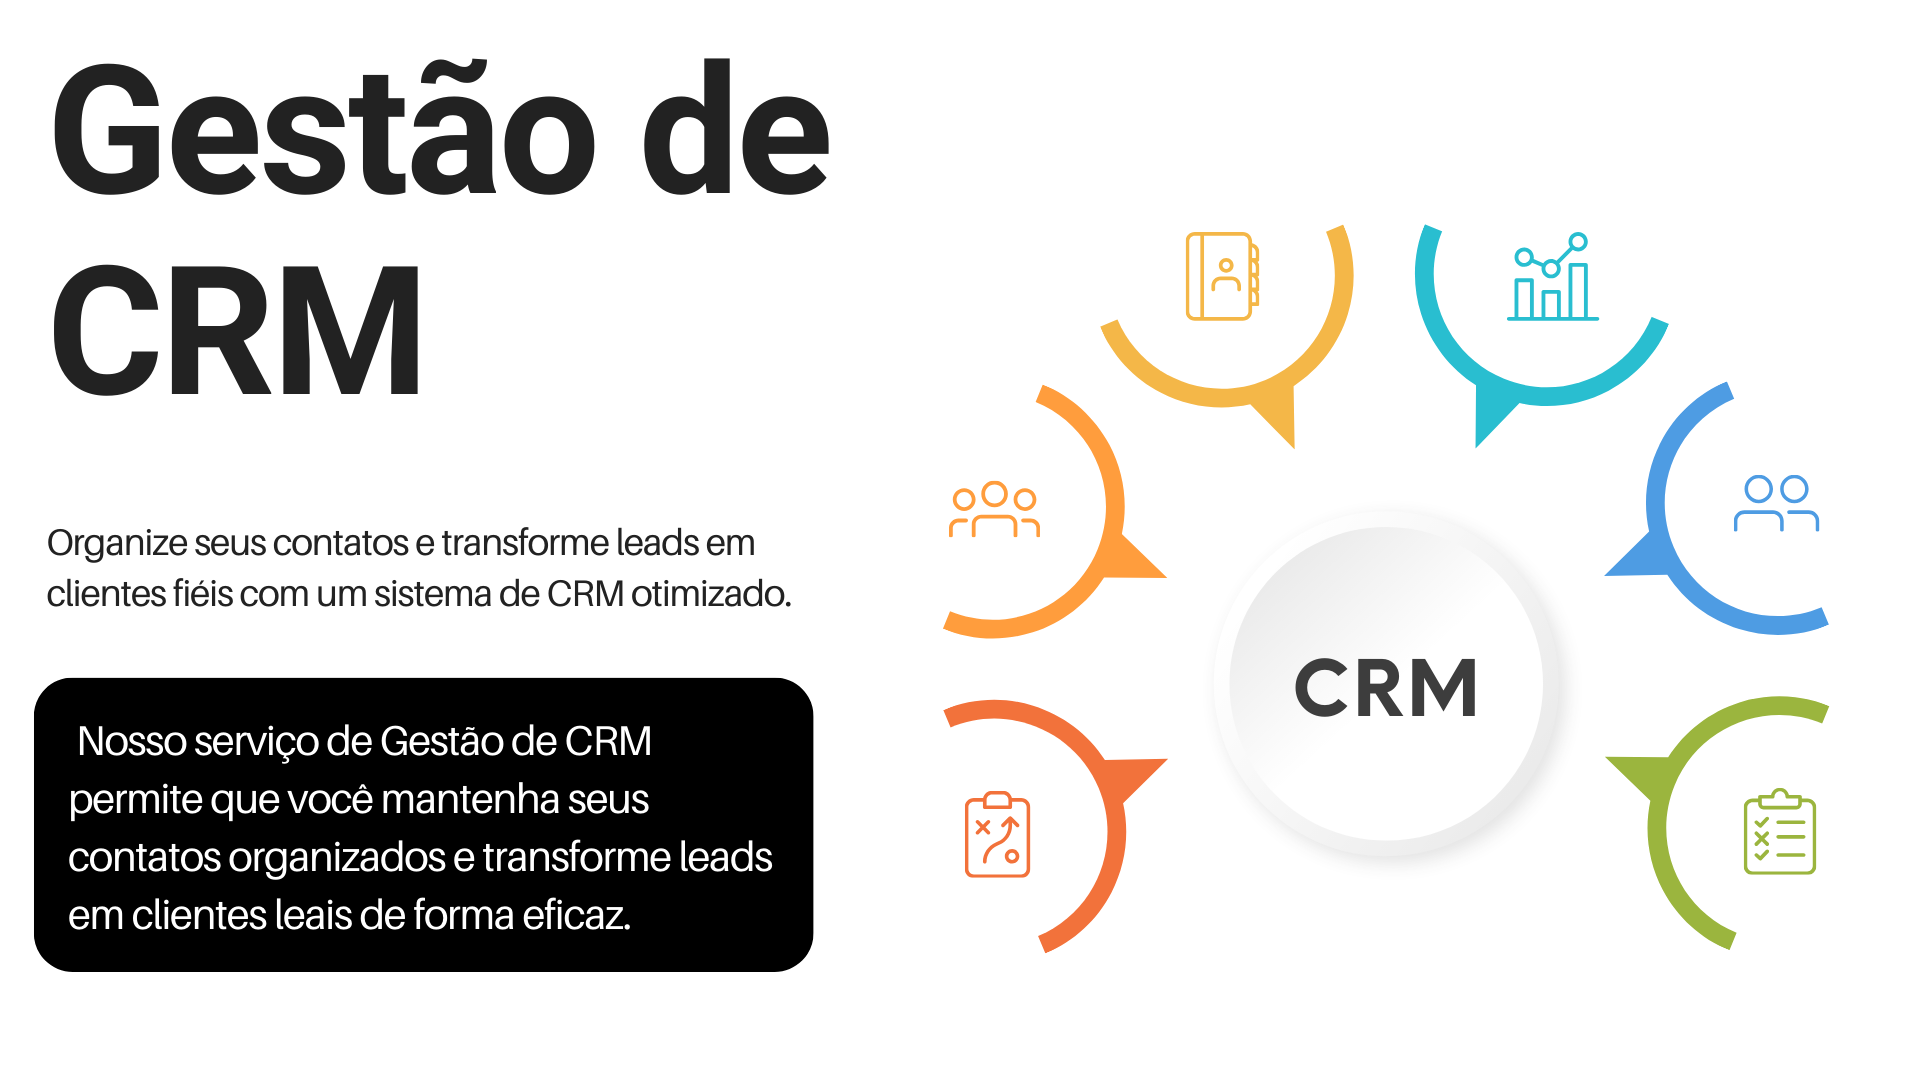 Gestão de
CRM
Organize seus contatos e transforme leads em
clientes fiéis com um sistema de CRM otimizado.
Nosso serviço de Gestão de CRM
permite que você mantenha seus
contatos organizados e transforme leads
em clientes leais de forma eficaz.
CRM